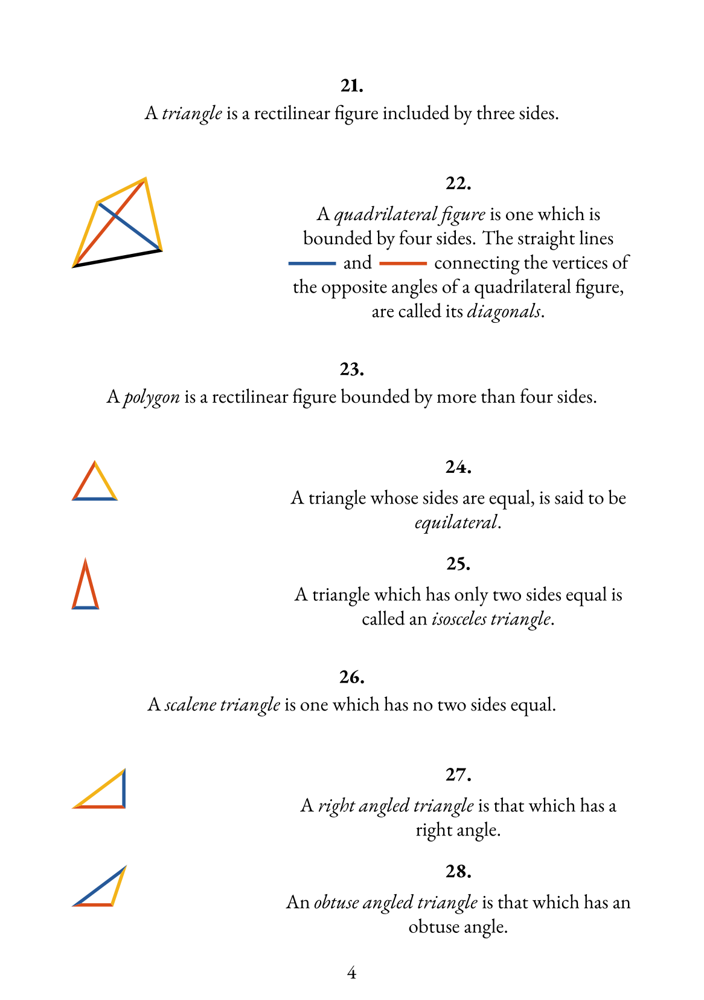 21.
A triangle is a rectilinear figure included by three sides.
22.
A quadrilateral figure is one which is
bounded by four sides. The straight lines
and connecting the vertices of
the opposite angles of a quadrilateral figure,
are called its diagonals.
23.
A polygon is a rectilinear figure bounded by more than four sides.
24.
A triangle whose sides are equal, is said to be
equilateral.
25.
A triangle which has only two sides equal is
called an isosceles triangle.
26.
A scalene triangle is one which has no two sides equal.
27.
A right angled triangle is that which has a
right angle.
28.
An obtuse angled triangle is that which has an
obtuse angle.
4